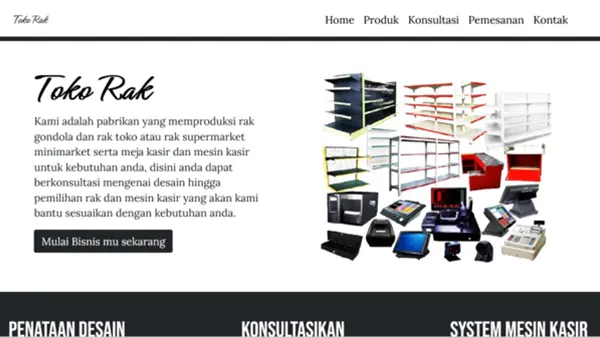 Toko Rak
Home Produk Konsultasi Pemesanan Kontak
Toko Rak
Kami adalah pabrikan yang memproduksi rak
gondola dan rak toko atau rak supermarket
minimarket serta meja kasir dan mesin kasir
untuk kebutuhan anda, disini anda dapat
berkonsultasi mengenai desain hingga
pemilihan rak dan mesin kasir yang akan kami
bantu sesuaikan dengan kebutuhan anda.
Mulai Bisnis mu sekarang
PENATAAN DESAIN
KONSULTASIKAN
SYSTEM MESIN KASIR